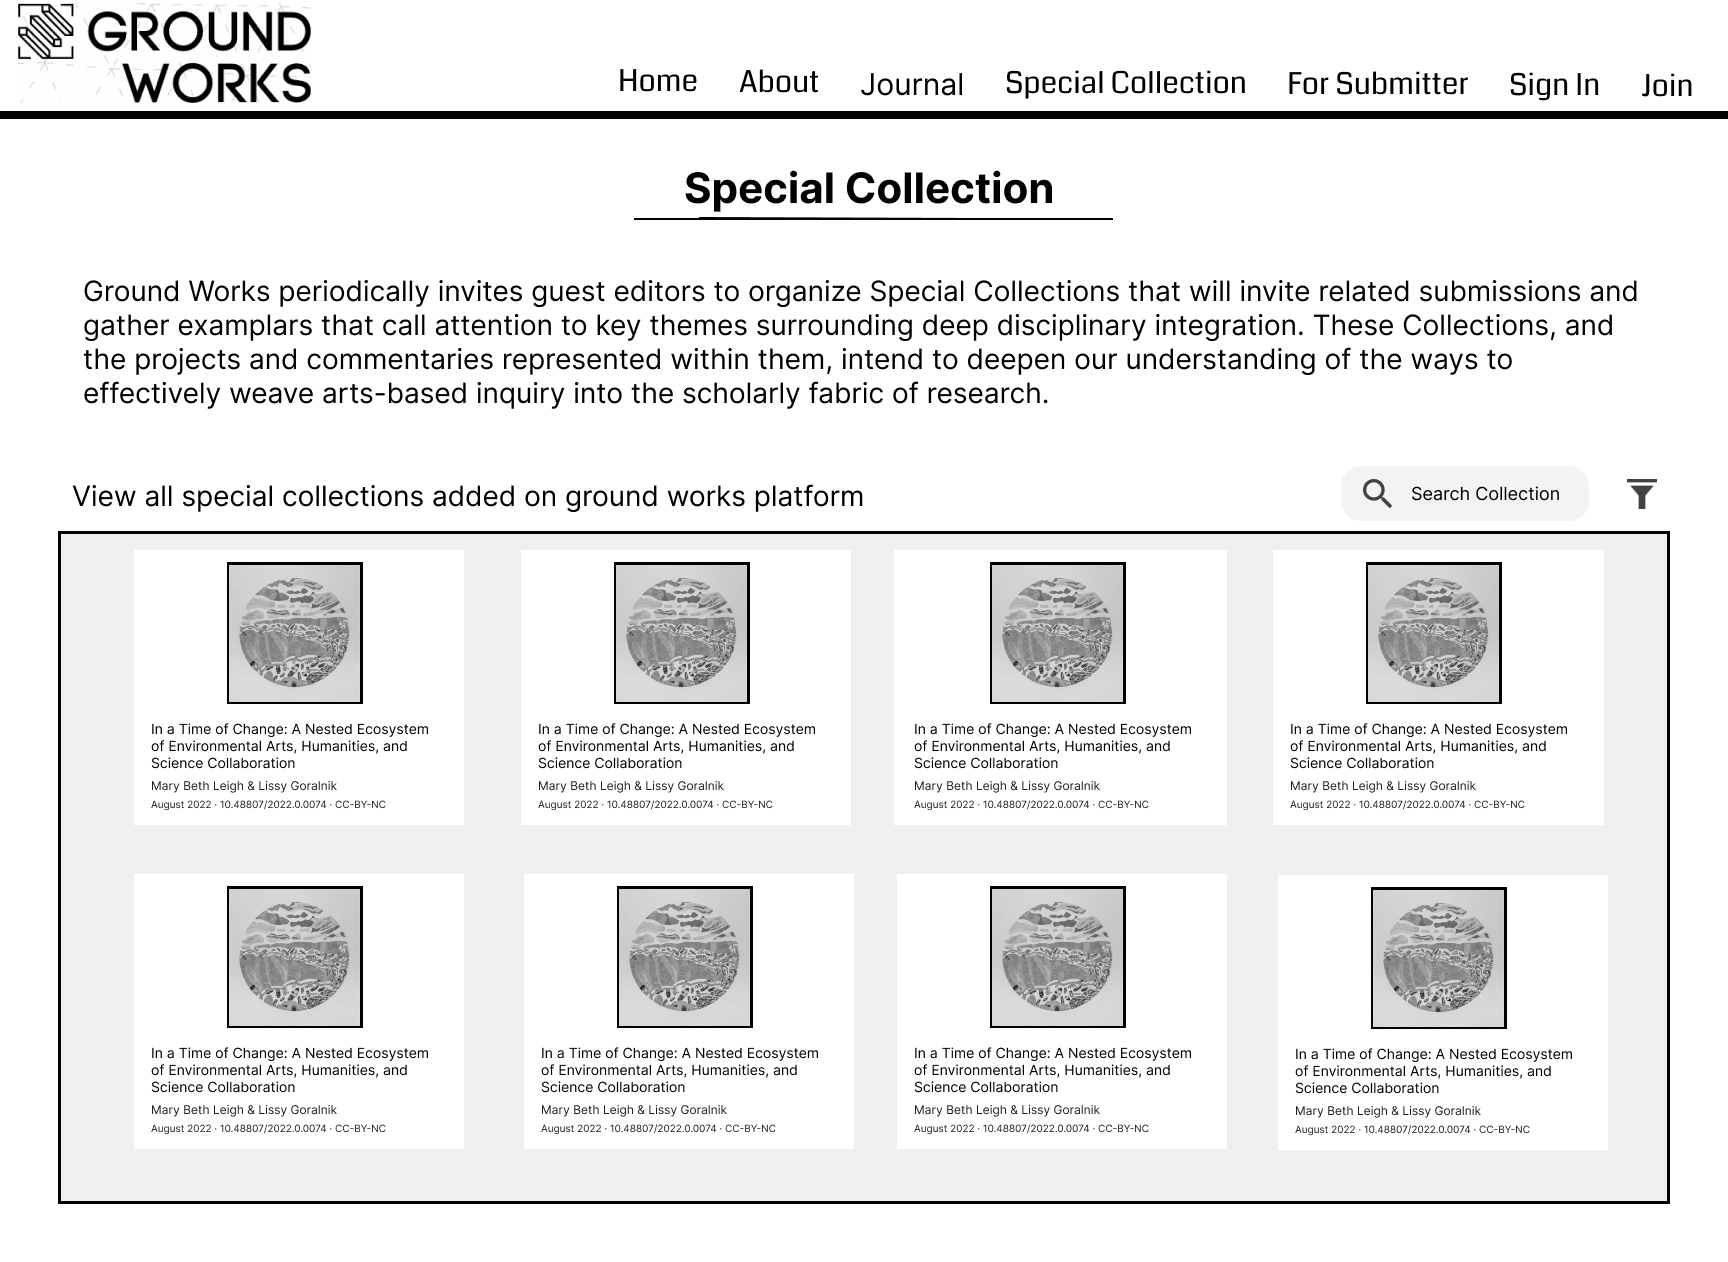 GROUND
WORKS
Home About Journal Special Collection For Submitter Sign In Join
Special Collection
Ground Works periodically invites guest editors to organize Special Collections that will invite related submissions and
gather examplars that call attention to key themes surrounding deep disciplinary integration. These Collections, and
the projects and commentaries represented within them, intend to deepen our understanding of the ways to
effectively weave arts-based inquiry into the scholarly fabric of research.
View all special collections added on ground works platform
Search Collection
In a Time of Change: A Nested Ecosystem
of Environmental Arts, Humanities, and
Science Collaboration
Mary Beth Leigh & Lissy Goralnik
August 2022 · 10.48807/2022.0.0074 · CC-BY-NC
In a Time of Change: A Nested Ecosystem
of Environmental Arts, Humanities, and
Science Collaboration
Mary Beth Leigh & Lissy Goralnik
August 2022 · 10.48807/2022.0.0074 · CC-BY-NC
In a Time of Change: A Nested Ecosystem
of Environmental Arts, Humanities, and
Science Collaboration
Mary Beth Leigh & Lissy Goralnik
August 2022 · 10.48807/2022.0.0074 · CC-BY-NC
In a Time of Change: A Nested Ecosystem
of Environmental Arts, Humanities, and
Science Collaboration
Mary Beth Leigh & Lissy Goralnik
August 2022 · 10.48807/2022.0.0074 · CC-BY-NC
In a Time of Change: A Nested Ecosystem
of Environmental Arts, Humanities, and
Science Collaboration
Mary Beth Leigh & Lissy Goralnik
August 2022 · 10.48807/2022.0.0074 · CC-BY-NC
In a Time of Change: A Nested Ecosystem
of Environmental Arts, Humanities, and
Science Collaboration
Mary Beth Leigh & Lissy Goralnik
August 2022 · 10.48807/2022.0.0074 · CC-BY-NC
In a Time of Change: A Nested Ecosystem
of Environmental Arts, Humanities, and
Science Collaboration
Mary Beth Leigh & Lissy Goralnik
August 2022 · 10.48807/2022.0.0074 · CC-BY-NC
In a Time of Change: A Nested Ecosystem
of Environmental Arts, Humanities, and
Science Collaboration
Mary Beth Leigh & Lissy Goralnik
August 2022 · 10.48807/2022.0.0074 · CC-BY-NC